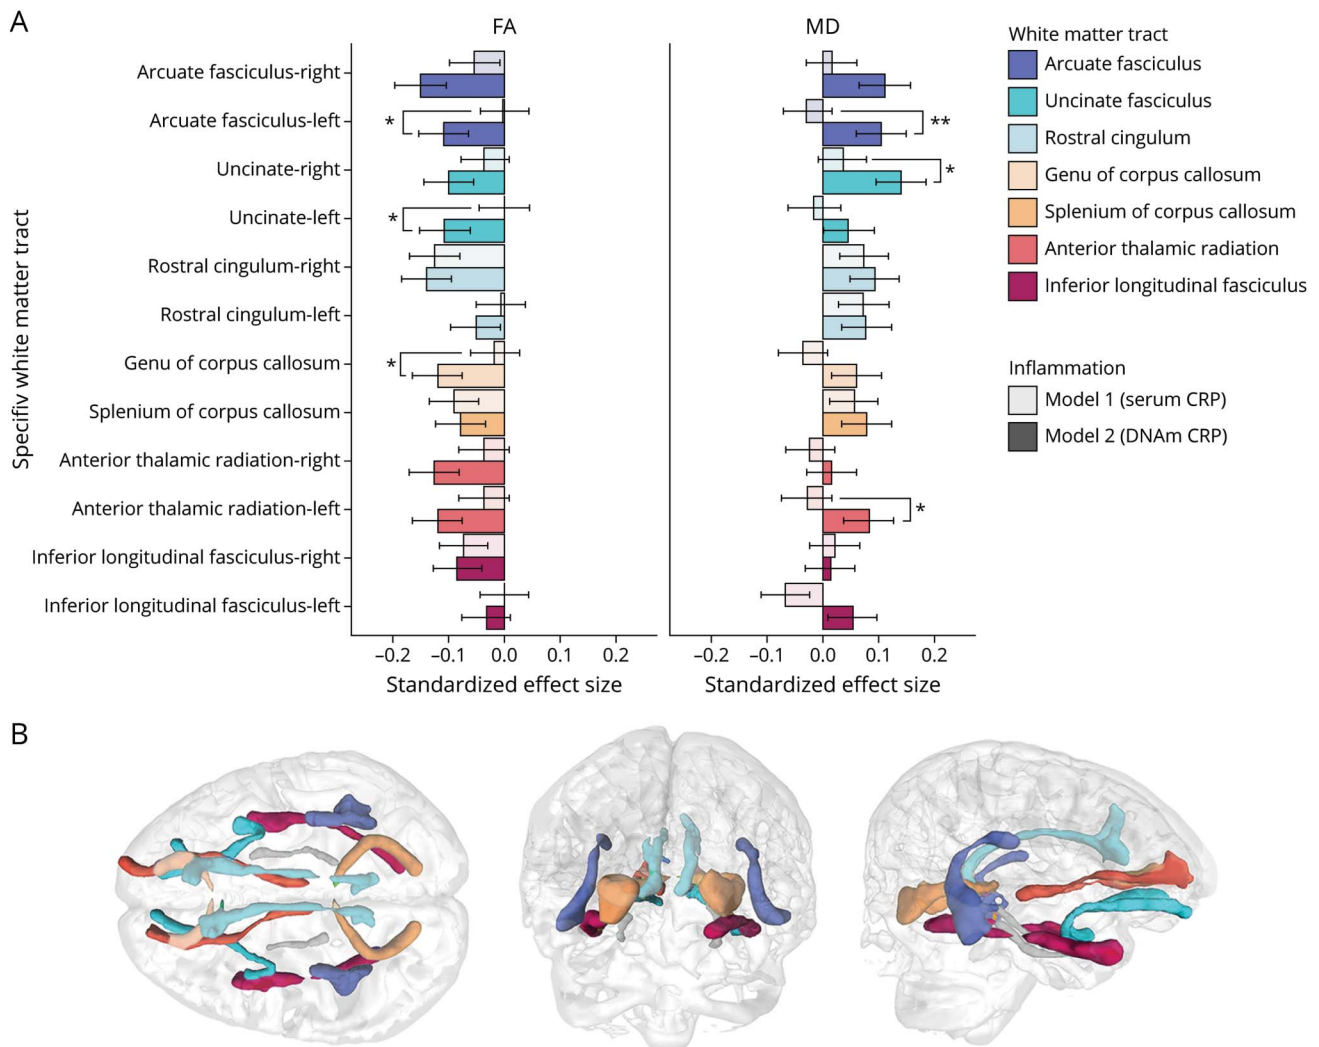 A
FA
MD
White matter tract
Arcuate fasciculus
Uncinate fasciculus
Rostral cingulum
Genu of corpus callosum
Splenium of corpus callosum
Anterior thalamic radiation
Inferior longitudinal fasciculus
Inflammation
Model 1 (serum CRP)
Model 2 (DNAm CRP)
Specifiv white matter tract
Arcuate fasciculus-right
Arcuate fasciculus-left
Uncinate-right
Uncinate-left
Rostral cingulum-right
Rostral cingulum-left
Genu of corpus callosum
Splenium of corpus callosum
Anterior thalamic radiation-right
Anterior thalamic radiation-left
Inferior longitudinal fasciculus-right
Inferior longitudinal fasciculus-left
*
*
*
**
*
*
−0.2 −0.1 0.0 0.1 0.2
Standardized effect size
−0.2 −0.1 0.0 0.1 0.2
Standardized effect size
B